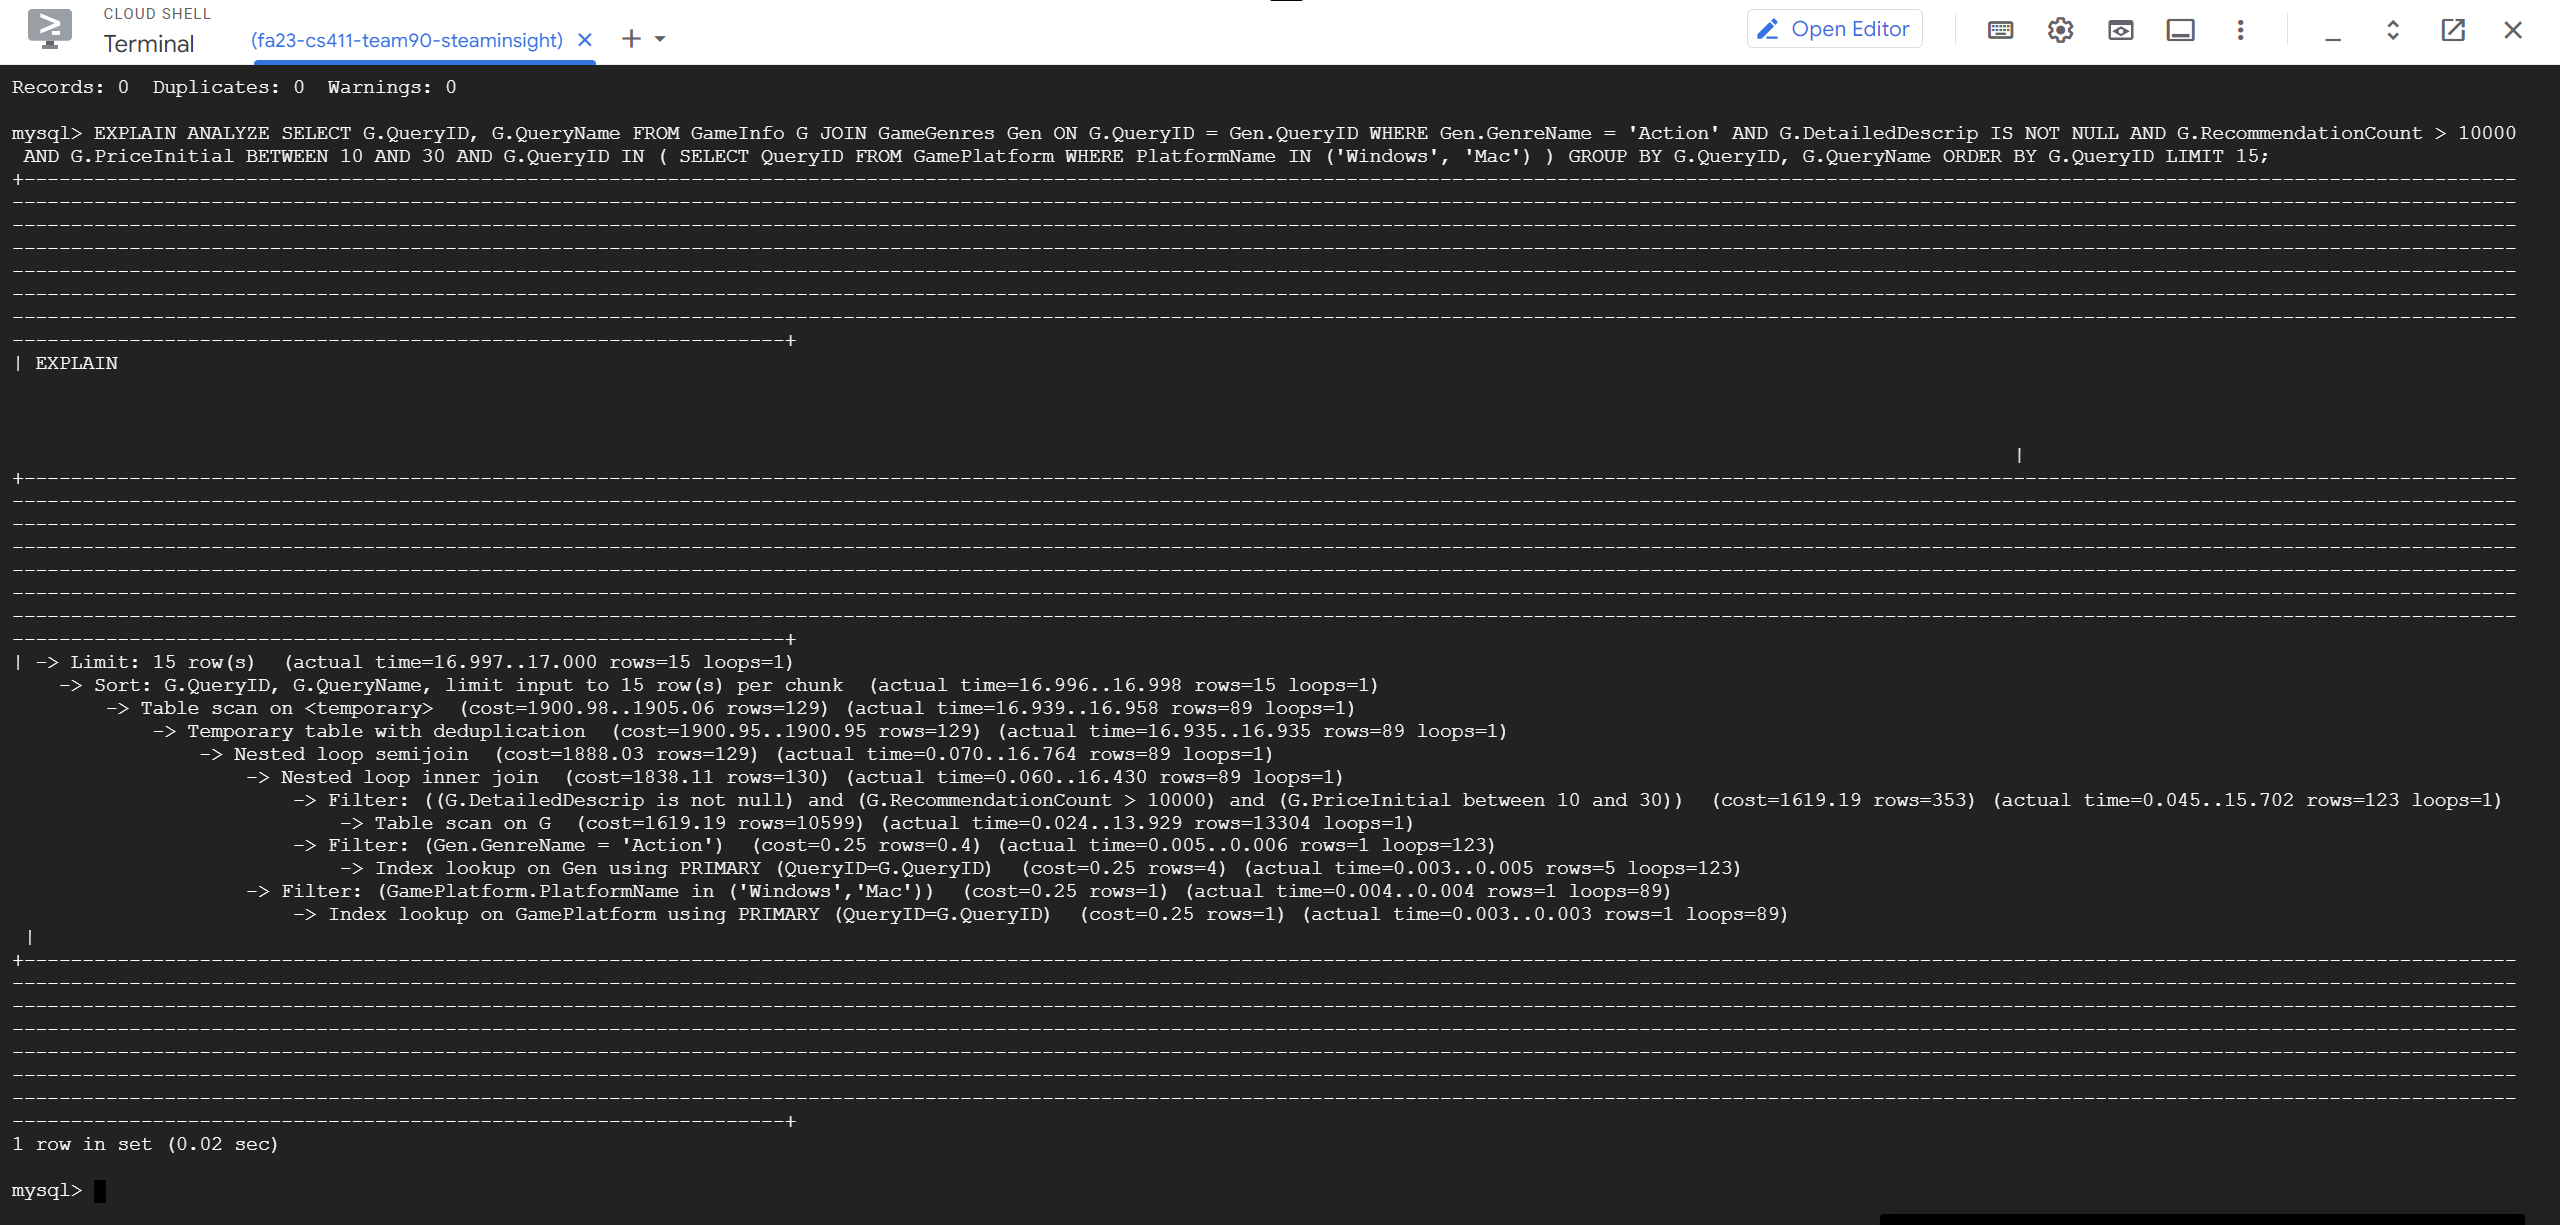 CLOUD SHELL
Terminal
(fa23-cs411-team90-steaminsight)
Open Editor
Records: 0  Duplicates: 0  Warnings: 0
mysql> EXPLAIN ANALYZE SELECT G.QueryID, G.QueryName FROM GameInfo G JOIN GameGenres Gen ON G.QueryID = Gen.QueryID WHERE Gen.GenreName = 'Action' AND G.DetailedDescrip IS NOT NULL AND G.RecommendationCount > 10000
AND G.PriceInitial BETWEEN 10 AND 30 AND G.QueryID IN ( SELECT QueryID FROM GamePlatform WHERE PlatformName IN ('Windows', 'Mac') ) GROUP BY G.QueryID, G.QueryName ORDER BY G.QueryID LIMIT 15;
| EXPLAIN
|
| -> Limit: 15 row(s)  (actual time=16.997..17.000 rows=15 loops=1)
-> Sort: G.QueryID, G.QueryName, limit input to 15 row(s) per chunk  (actual time=16.996..16.998 rows=15 loops=1)
-> Table scan on <temporary>  (cost=1900.98..1905.06 rows=129) (actual time=16.939..16.958 rows=89 loops=1)
-> Temporary table with deduplication  (cost=1900.95..1900.95 rows=129) (actual time=16.935..16.935 rows=89 loops=1)
-> Nested loop semijoin  (cost=1888.03 rows=129) (actual time=0.070..16.764 rows=89 loops=1)
-> Nested loop inner join  (cost=1838.11 rows=130) (actual time=0.060..16.430 rows=89 loops=1)
-> Filter: ((G.DetailedDescrip is not null) and (G.RecommendationCount > 10000) and (G.PriceInitial between 10 and 30))  (cost=1619.19 rows=353) (actual time=0.045..15.702 rows=123 loops=1)
-> Table scan on G  (cost=1619.19 rows=10599) (actual time=0.024..13.929 rows=13304 loops=1)
-> Filter: (Gen.GenreName = 'Action')  (cost=0.25 rows=0.4) (actual time=0.005..0.006 rows=1 loops=123)
-> Index lookup on Gen using PRIMARY (QueryID=G.QueryID)  (cost=0.25 rows=4) (actual time=0.003..0.005 rows=5 loops=123)
-> Filter: (GamePlatform.PlatformName in ('Windows','Mac'))  (cost=0.25 rows=1) (actual time=0.004..0.004 rows=1 loops=89)
-> Index lookup on GamePlatform using PRIMARY (QueryID=G.QueryID)  (cost=0.25 rows=1) (actual time=0.003..0.003 rows=1 loops=89)
|
1 row in set (0.02 sec)
mysql>